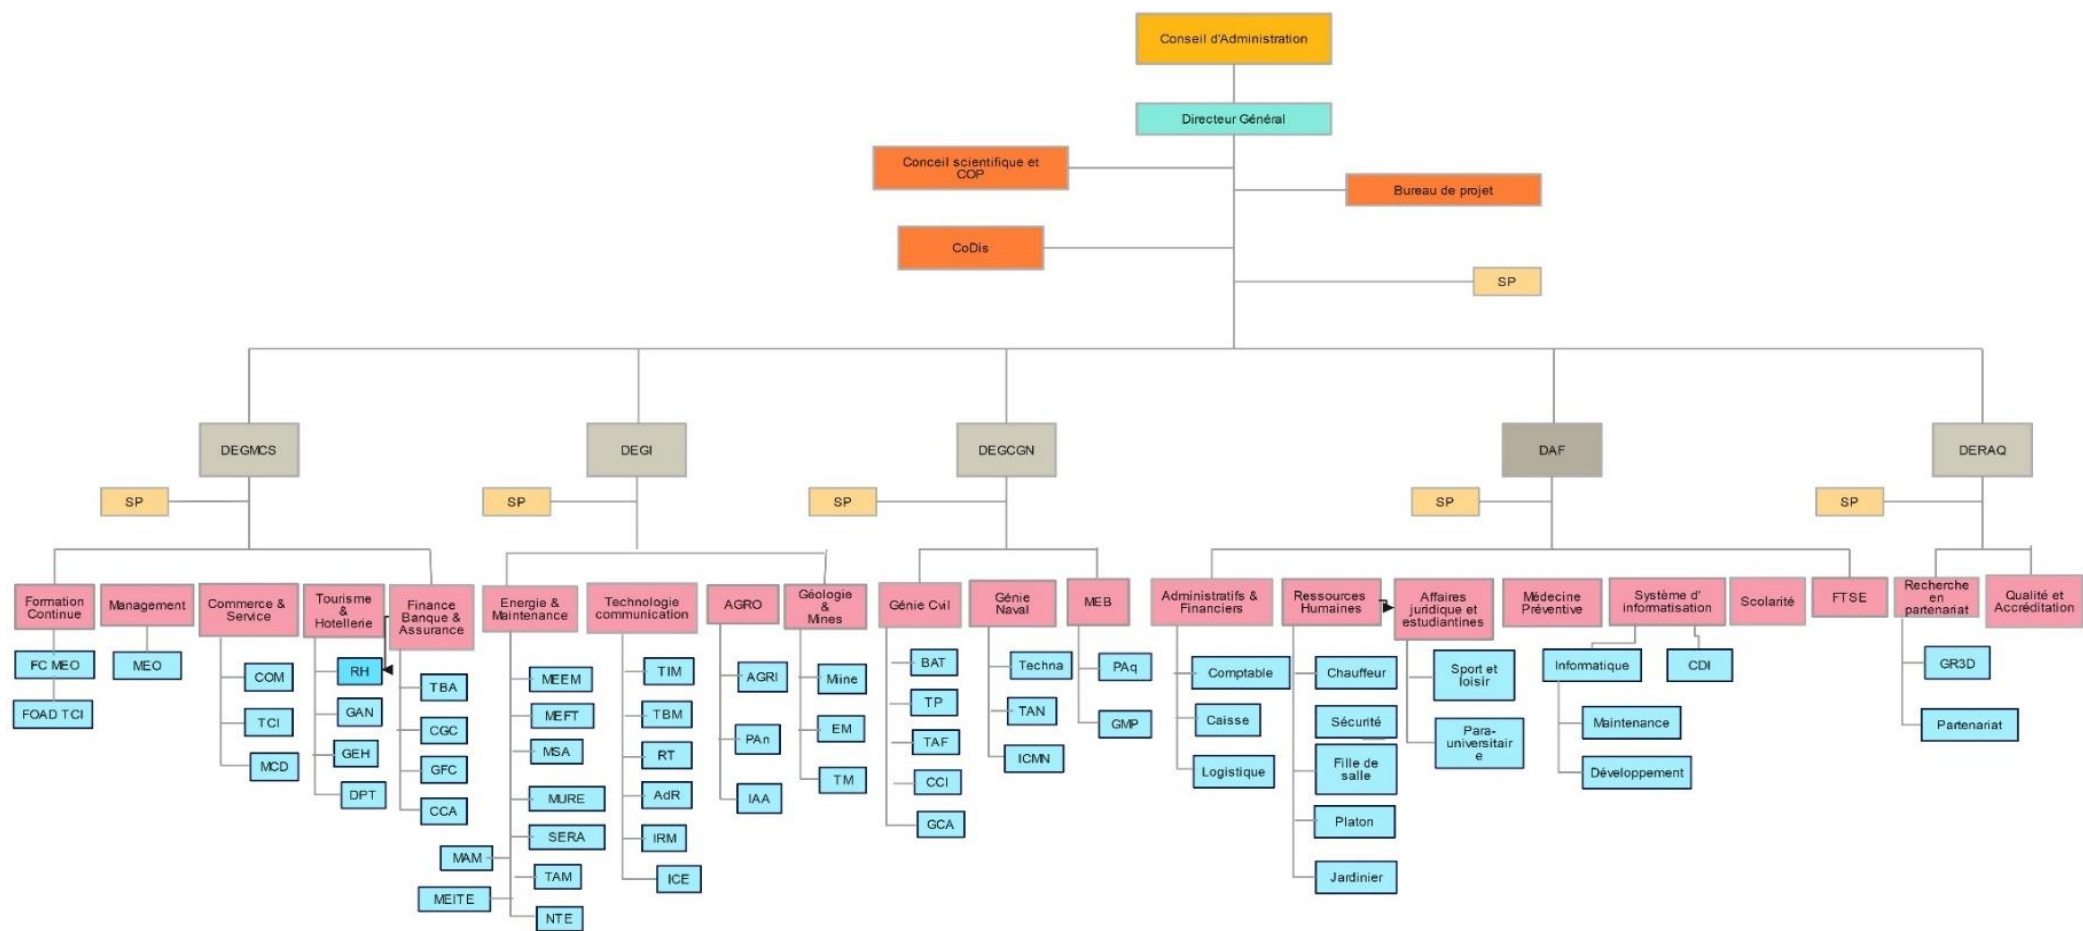 Conseil d'Administration
Directeur Général
Conceil scientifique et
COP
Bureau de projet
CoDis
SP
DEGMCS
DEGI
DEGCGN
DAF
DERAQ
SP
SP
SP
SP
SP
Formation
Continue
Management
Commerce &
Service
Tourisme
&
Hotellerie
Finance
Banque &
Assurance
Energie &
Maintenance
Technologie
communication
AGRO
Géologie
&
Mines
Génie Cvil
Génie
Naval
MEB
Administratifs &
Financiers
Ressources
Humaines
Affaires
juridique et
estudiantines
Médecine
Préventive
Système d'
informatisation
Scolarité
FTSE
Recherche
en
partenariat
Qualité et
Accréditation
FC MEO
FOAD TCI
MEO
COM
TCI
MCD
RH
GAN
GEH
DPT
TBA
CGC
GFC
CCA
MEEM
MEFT
MSA
MURE
SERA
MAM
TAM
MEITE
NTE
TIM
TBM
RT
AdR
IRM
ICE
AGRI
PAn
IAA
Miine
EM
TM
BAT
TP
TAF
CCI
GCA
Techna
TAN
ICMN
PAq
GMP
Comptable
Caisse
Logistique
Chauffeur
Sécurité
Fille de
salle
Platon
Jardinier
Sport et
loisir
Para-
universitair
e
Informatique
Maintenance
Développement
CDI
GR3D
Partenariat